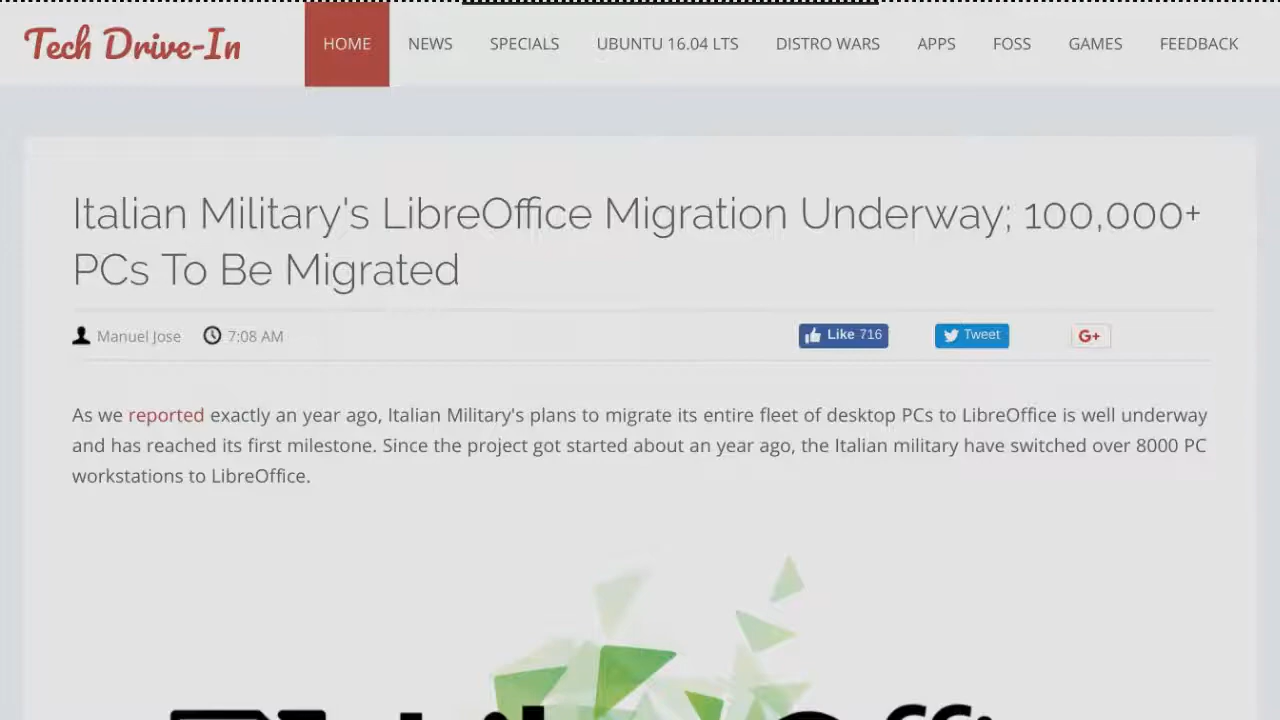 Tech Drive-In
HOME NEWS SPECIALS UBUNTU 16.04 LTS DISTRO WARS APPS FOSS GAMES FEEDBACK
Italian Military's LibreOffice Migration Underway; 100,000+
PCs To Be Migrated
Manuel Jose 7:08 AM Like 716 Tweet G+
As we reported exactly an year ago, Italian Military's plans to migrate its entire fleet of desktop PCs to LibreOffice is well underway
and has reached its first milestone. Since the project got started about an year ago, the Italian military have switched over 8000 PC
workstations to LibreOffice.